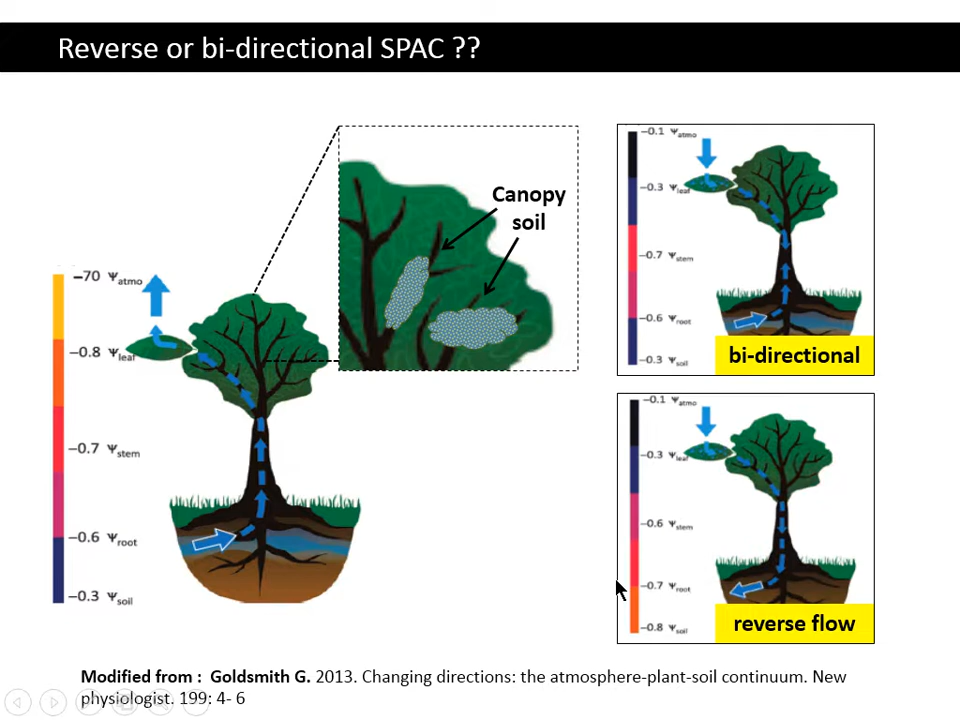 Reverse or bi-directional SPAC ??
Canopy
soil
−70 Ψatmo
−0.8 Ψleaf
−0.7 Ψstem
−0.6 Ψroot
−0.3 Ψsoil
−0.1 Ψatmo
−0.3 Ψleaf
−0.7 Ψstem
−0.6 Ψroot
−0.3 Ψsoil
bi-directional
−0.1 Ψatmo
−0.3 Ψleaf
−0.6 Ψstem
−0.7 Ψroot
−0.8 Ψsoil
reverse flow
Modified from : Goldsmith G. 2013. Changing directions: the atmosphere-plant-soil continuum. New
physiologist. 199: 4- 6